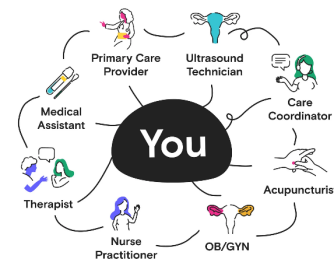 Primary Care
Provider
Ultrasound
Technician
Medical
Assistant
Care
Coordinator
You
Acupuncturis
Therapist
Nurse
Practitioner
OB/GYN